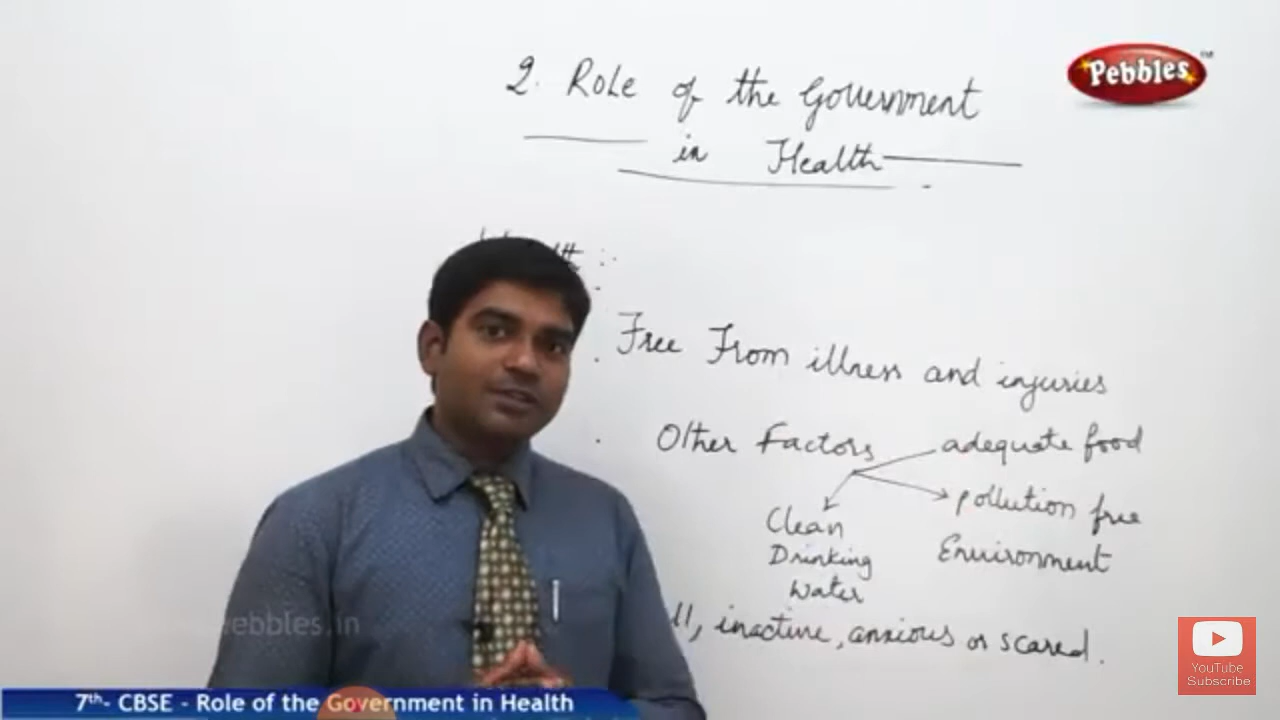 Pebbles™
2. Role of the Government
in Health
Free From illness and injuries
Other Factors
adequate food
pollution free
Environment
Clean
Drinking
Water
inactive, anxious or scared.
ebbles.in
7th- CBSE - Role of the Government in Health
YouTube
Subscribe